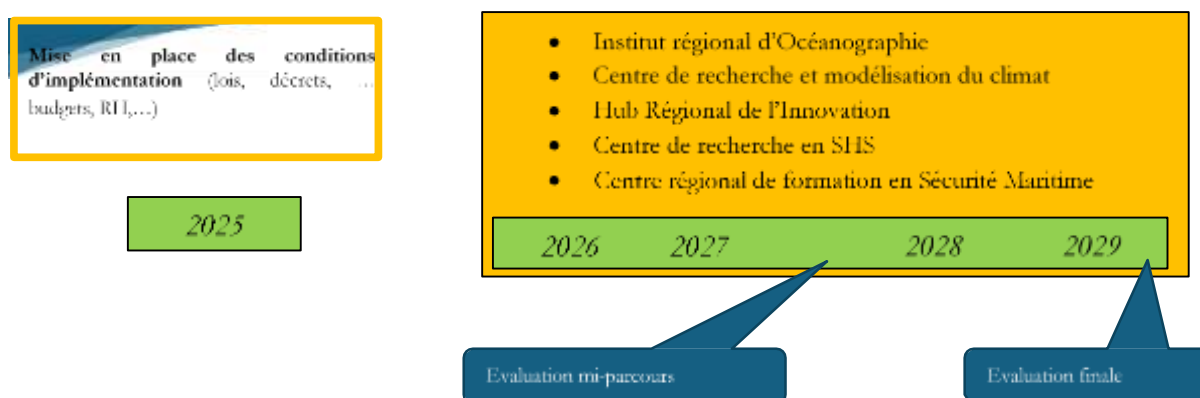 Mise en place des conditions
d'implémentation (lois, décrets, …
budgets, RH,…)
2025
• Institut régional d'Océanographie
• Centre de recherche et modélisation du climat
• Hub Régional de l'Innovation
• Centre de recherche en SHS
• Centre régional de formation en Sécurité Maritime
2026 2027 2028 2029
Evaluation mi-parcours
Evaluation finale